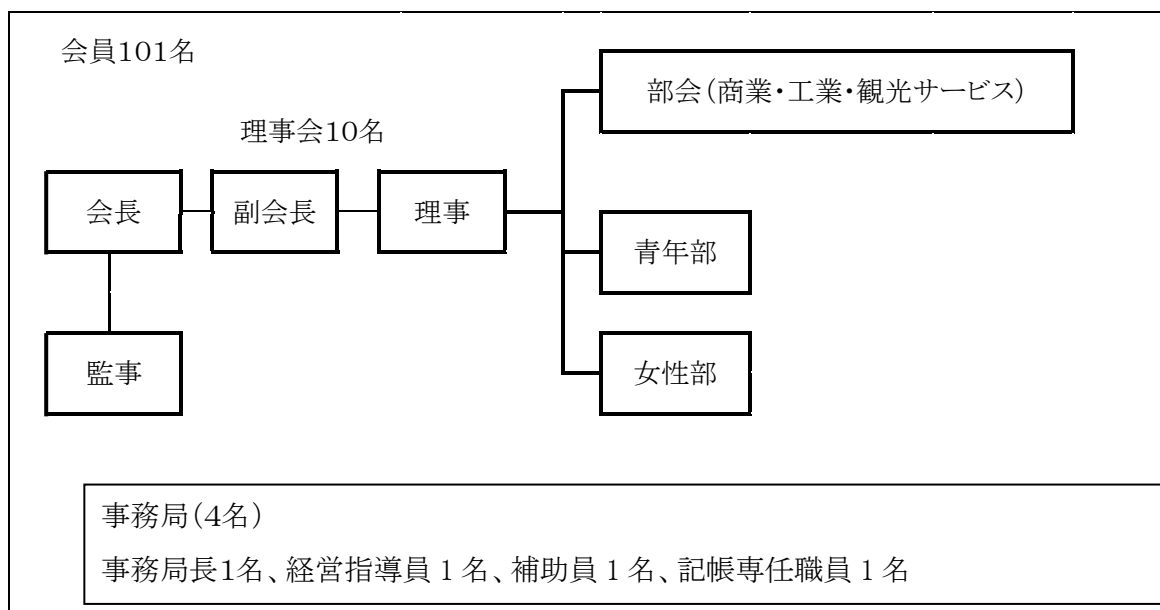 会員101名
部会(商業・工業・観光サービス)
理事会10名
会長
副会長
理事
青年部
監事
女性部
事務局(4名)
事務局長1名、経営指導員1名、補助員1名、記帳専任職員1名